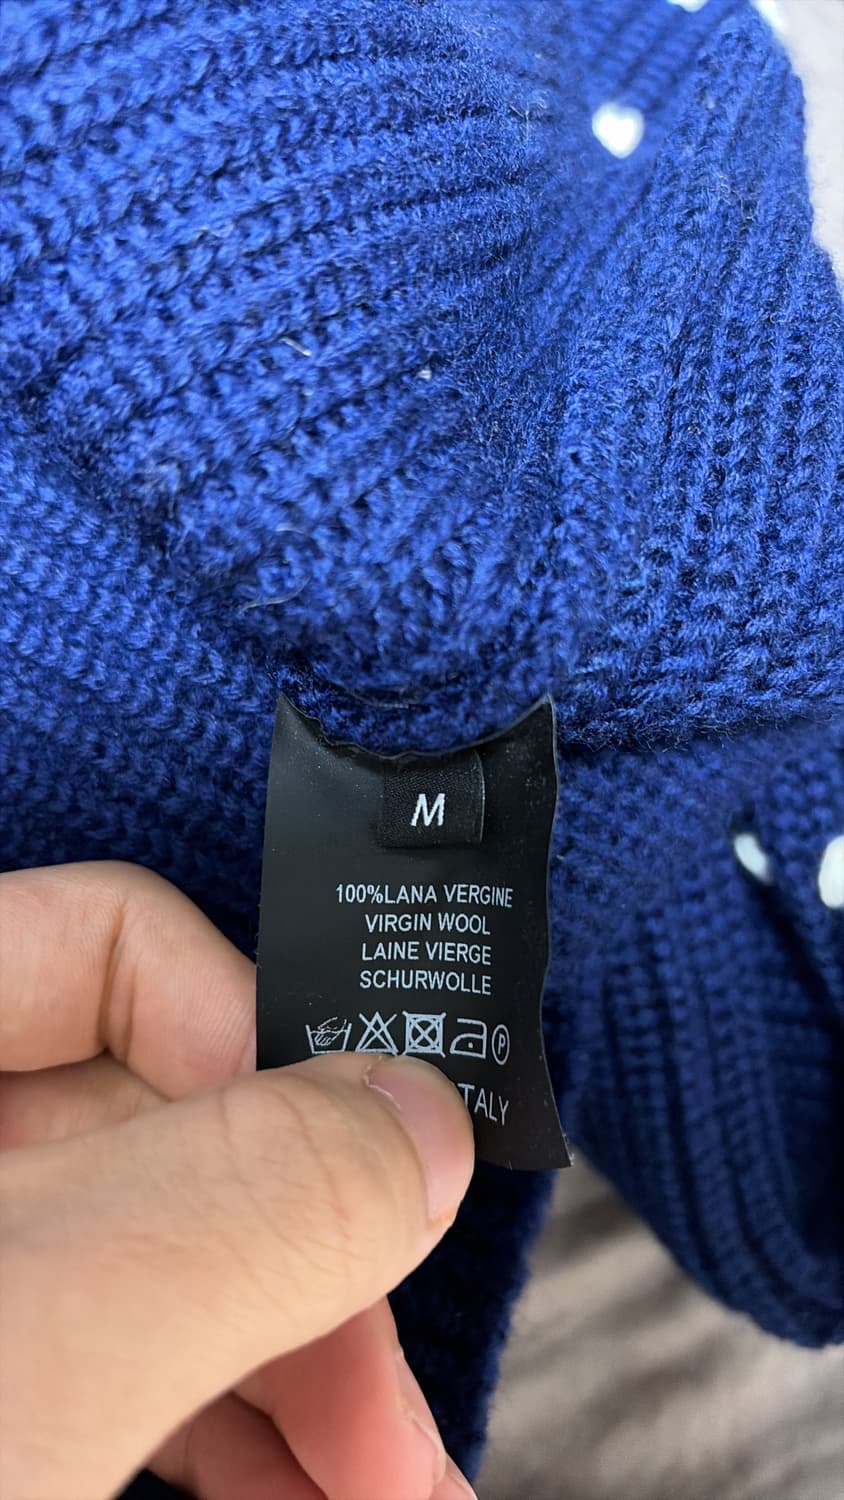 M
100%LANA VERGINE
VIRGIN WOOL
LAINE VIERGE
SCHURWOLLE
P